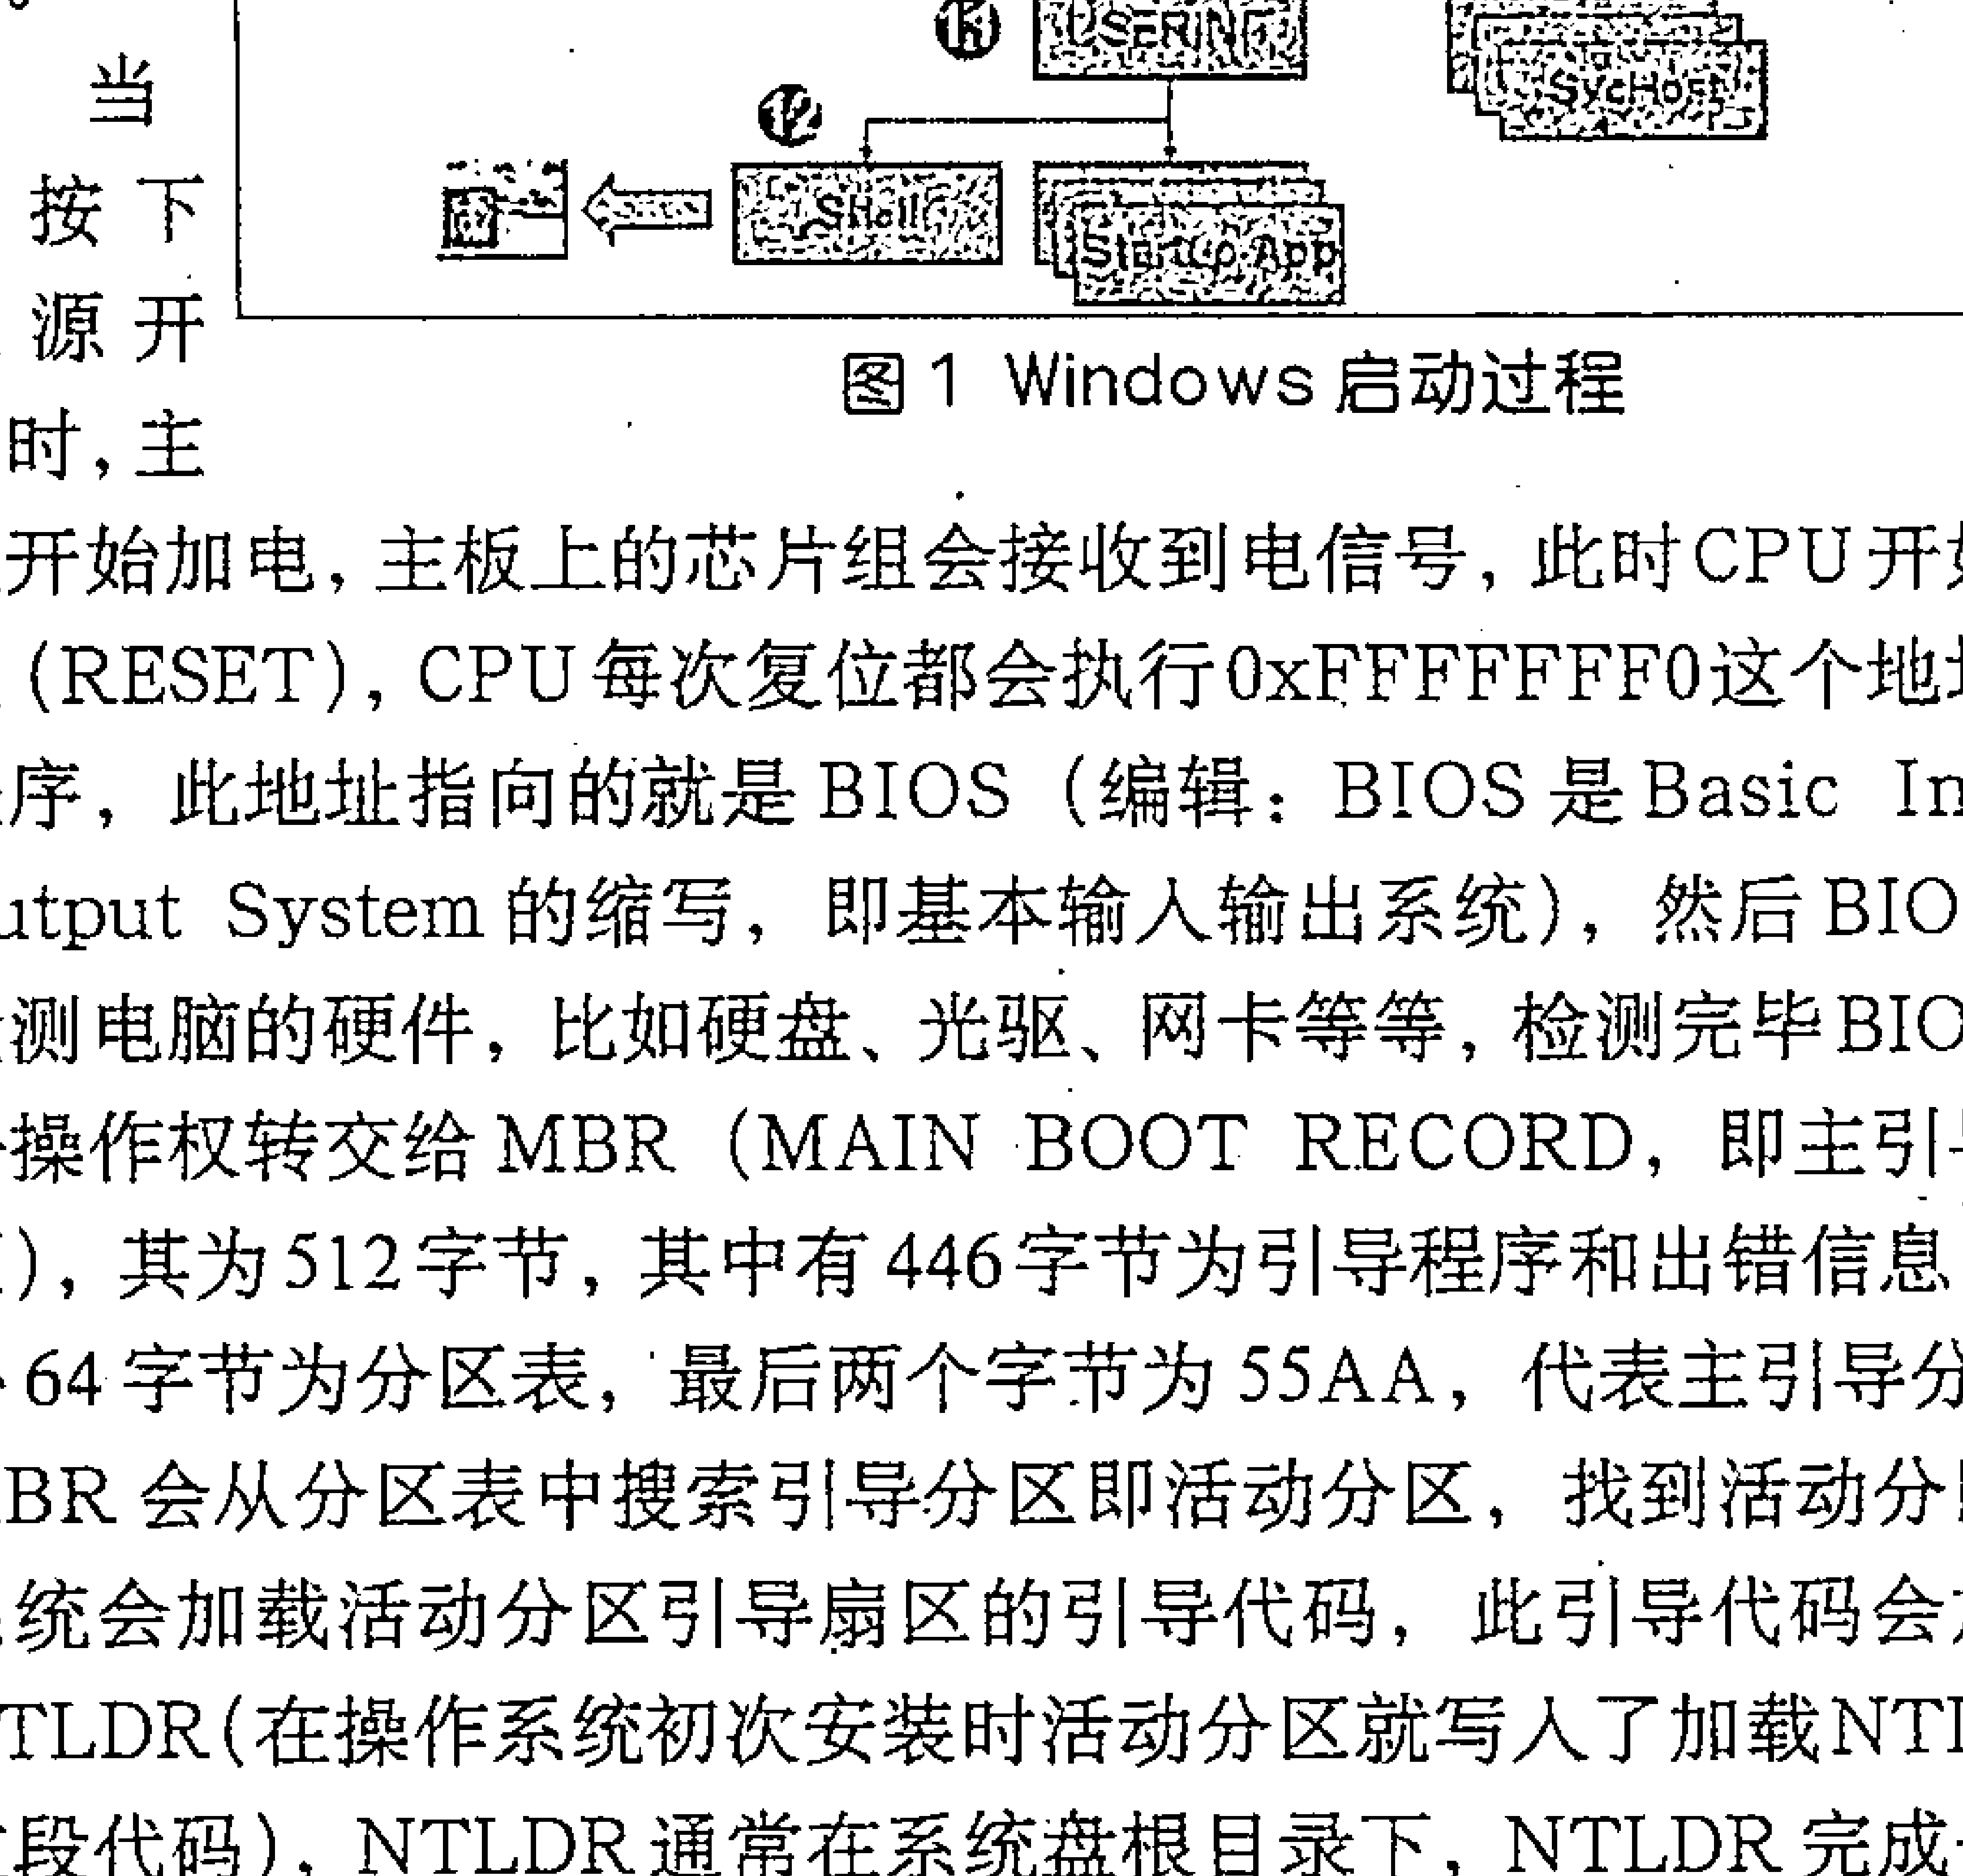 USERINIT
SvcHost
Shell
Startup App
当
按 下
源 开
时, 主
图 1 Windows 启动过程
开始加电, 主板上的芯片组会接收到电信号, 此时CPU开
(RESET), CPU每次复位都会执行0xFFFFFFF0这个地
序, 此地址指向的就是 BIOS (编辑: BIOS 是 Basic In
utput System 的缩写, 即基本输入输出系统), 然后 BIO
测电脑的硬件, 比如硬盘、光驱、网卡等等, 检测完毕BIO
操作权转交给 MBR (MAIN BOOT RECORD, 即主引
), 其为512字节, 其中有446字节为引导程序和出错信息
64 字节为分区表, 最后两个字节为 55AA, 代表主引导分
BR 会从分区表中搜索引导分区即活动分区, 找到活动分
统会加载活动分区引导扇区的引导代码, 此引导代码会
TLDR(在操作系统初次安装时活动分区就写入了加载NT
段代码), NTLDR通常在系统盘根目录下, NTLDR完成